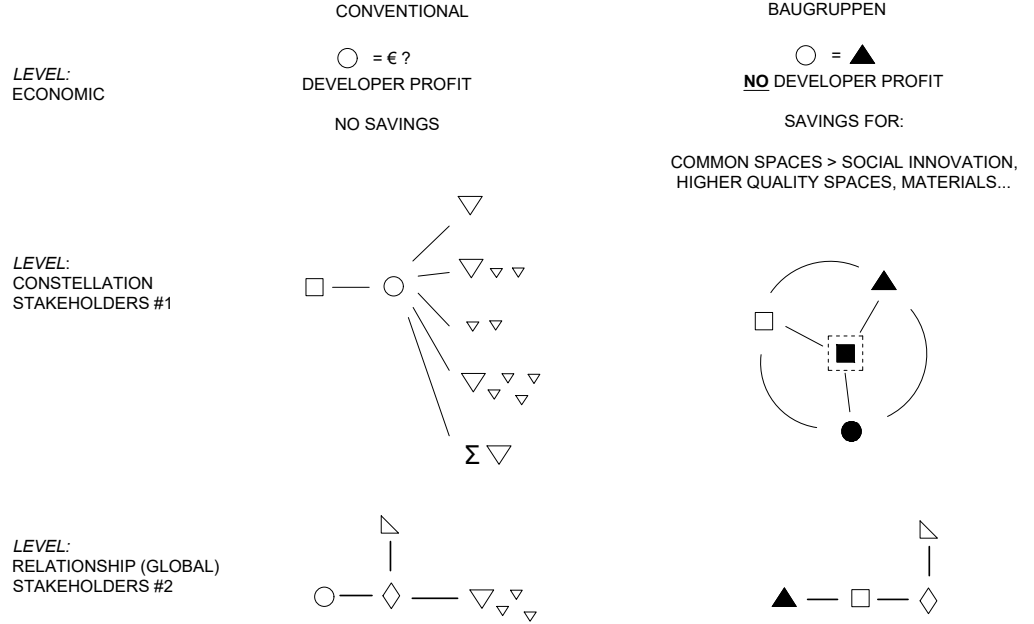 CONVENTIONAL
BAUGRUPPEN
LEVEL:
ECONOMIC
= € ?
DEVELOPER PROFIT
NO SAVINGS
=
NO DEVELOPER PROFIT
SAVINGS FOR:
COMMON SPACES > SOCIAL INNOVATION,
HIGHER QUALITY SPACES, MATERIALS...
LEVEL:
CONSTELLATION
STAKEHOLDERS #1
Σ
LEVEL:
RELATIONSHIP (GLOBAL)
STAKEHOLDERS #2